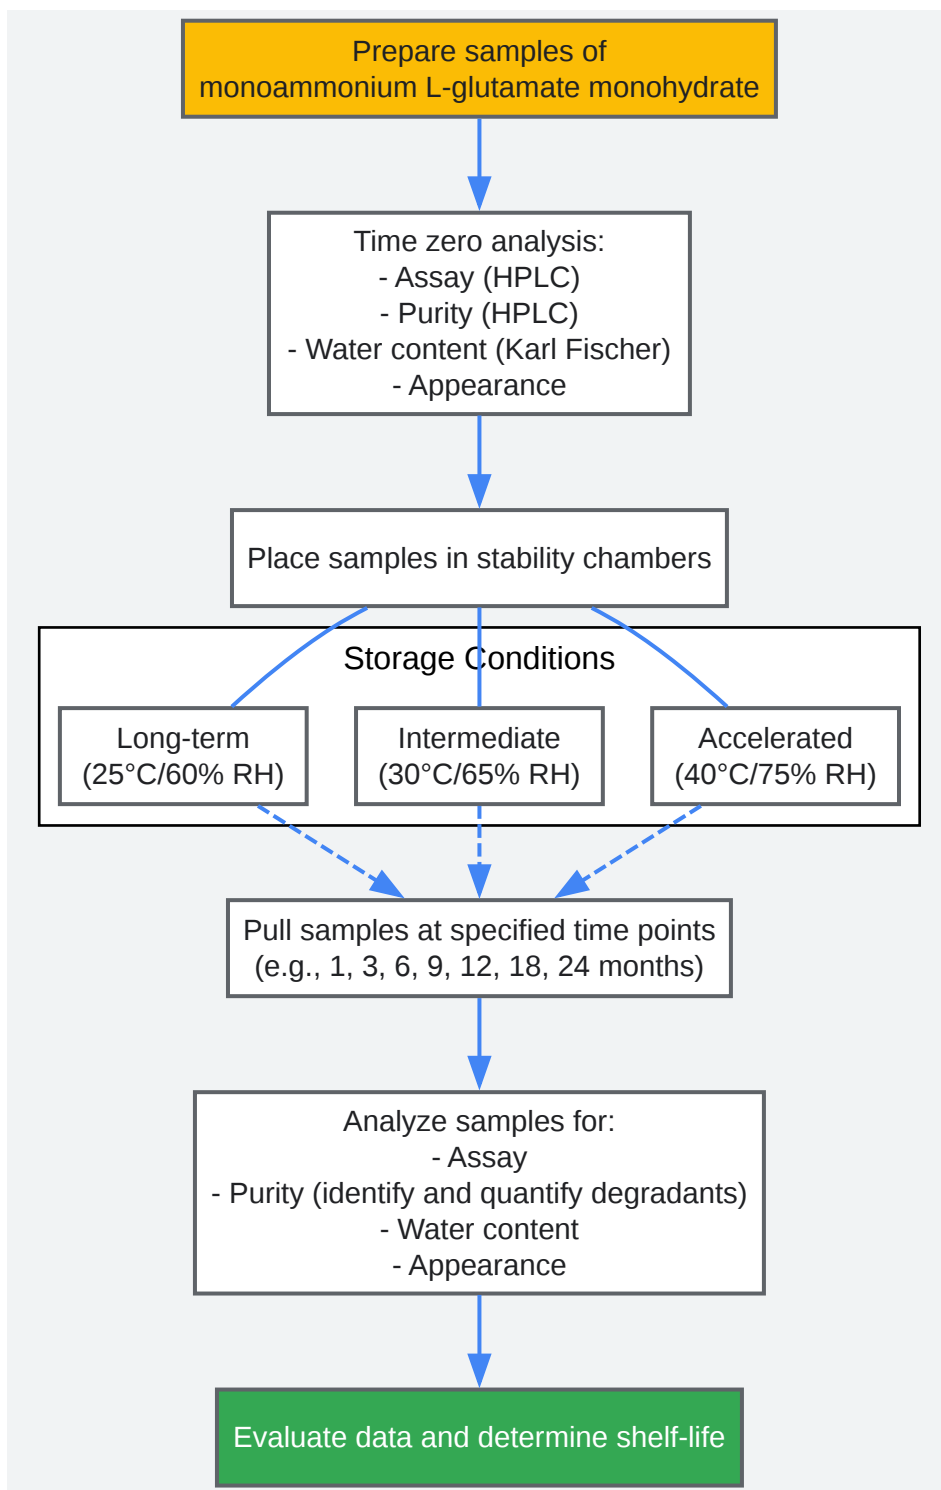 Prepare samples of
monoammonium L-glutamate monohydrate
Time zero analysis:
- Assay (HPLC)
- Purity (HPLC)
- Water content (Karl Fischer)
- Appearance
Place samples in stability chambers
Storage Conditions
Long-term
(25°C/60% RH)
Intermediate
(30°C/65% RH)
Accelerated
(40°C/75% RH)
Pull samples at specified time points
(e.g., 1, 3, 6, 9, 12, 18, 24 months)
Analyze samples for:
- Assay
- Purity (identify and quantify degradants)
- Water content
- Appearance
Evaluate data and determine shelf-life